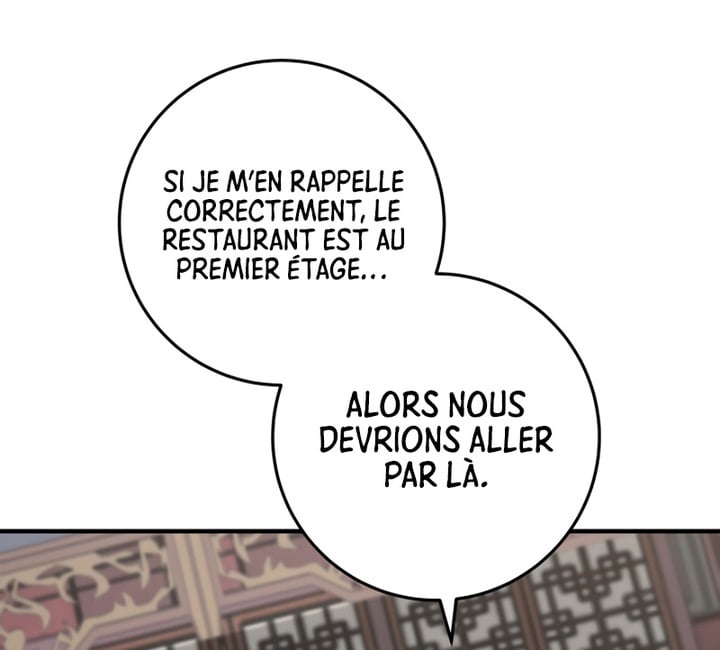 SI JE M'EN RAPPELLE
CORRECTEMENT, LE
RESTAURANT EST AU
PREMIER ÉTAGE...
ALORS NOUS
DEVRIONS ALLER
PAR LÀ.